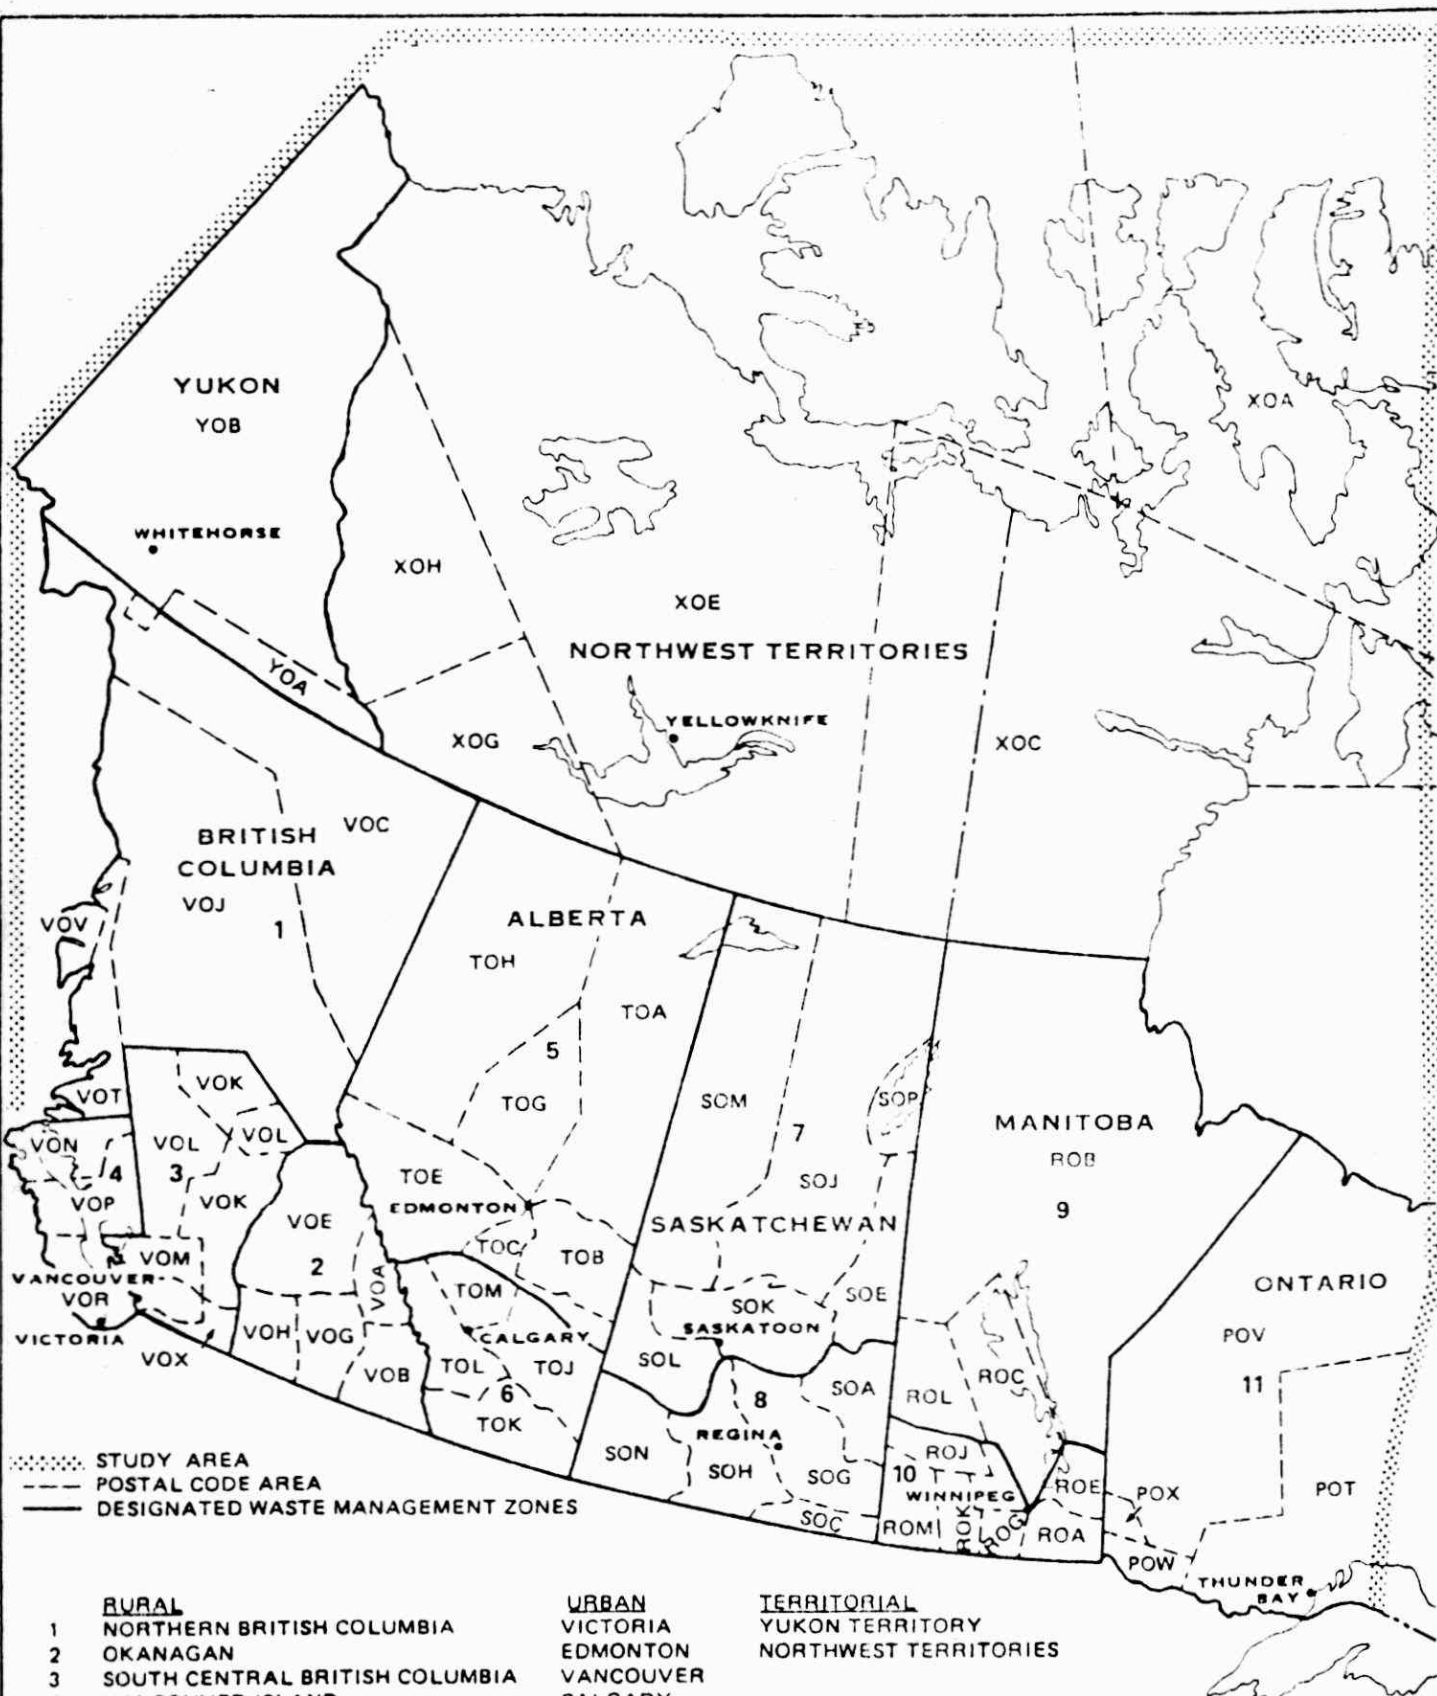 YUKON
YOB
XOA
WHITEHORSE
XOH
XOE
NORTHWEST TERRITORIES
YOA
YELLOWKNIFE
XOG
XOC
VOC
BRITISH
COLUMBIA
VOJ
1
VOV
ALBERTA
TOH
TOA
5
TOG
VOT
VOK
VOL
VON
VOL
4
3
VOP
VOK
SOM
SOP
7
MANITOBA
ROB
9
TOE
SOJ
EDMONTON
VOE
SASKATCHEWAN
TOC
TOB
VOM
2
VOA
TOM
SOE
ONTARIO
VANCOUVER
VOR
SOK
SASKATOON
VICTORIA
VOH
VOG
CALGARY
POV
VOX
VOB
TOL
TOJ
SOL
ROC
11
6
SOA
ROL
8
TOK
REGINA
SON
SOH
SOG
ROJ
10
WINNIPEG
ROE
POX
POT
SOC
ROM
ROK
ROG
ROA
POW
THUNDER
BAY
STUDY AREA
POSTAL CODE AREA
DESIGNATED WASTE MANAGEMENT ZONES
RURAL URBAN TERRITORIAL
1 NORTHERN BRITISH COLUMBIA VICTORIA YUKON TERRITORY
2 OKANAGAN EDMONTON NORTHWEST TERRITORIES
3 SOUTH CENTRAL BRITISH COLUMBIA VANCOUVER